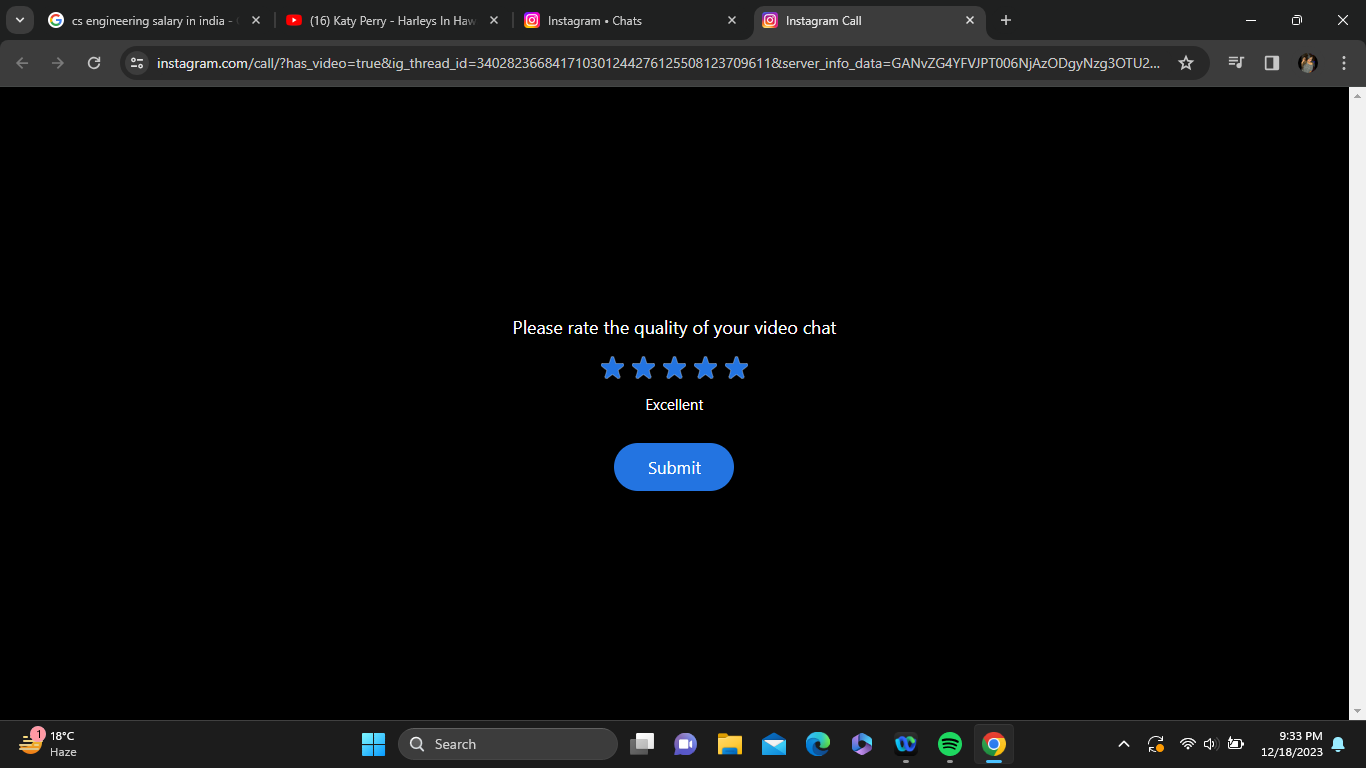 cs engineering salary in india -
(16) Katy Perry - Harleys In Haw
Instagram • Chats
Instagram Call
instagram.com/call/?has_video=true&ig_thread_id=340282366841710301244276125508123709611&server_info_data=GANvZG4YFVJPT006NjAzODgyNzg3OTU2...
Please rate the quality of your video chat
Excellent
Submit
1
18°C
Haze
Search
9:33 PM
12/18/2023